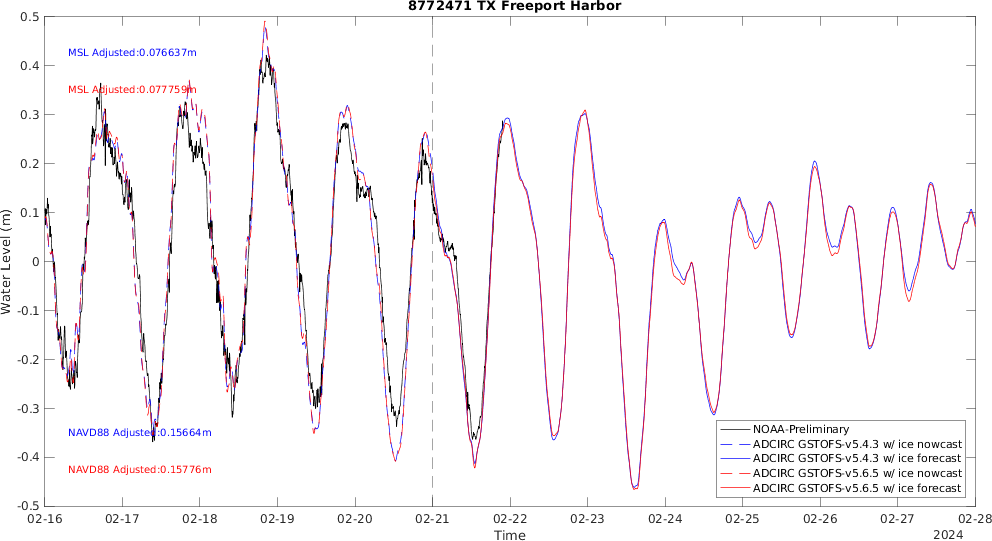 8772471 TX Freeport Harbor
Water Level (m)
0.5
0.4
0.3
0.2
0.1
0
-0.1
-0.2
-0.3
-0.4
-0.5
MSL Adjusted:0.076637m
MSL Adjusted:0.077759m
NAVD88 Adjusted:0.15664m
NAVD88 Adjusted:0.15776m
NOAA-Preliminary
ADCIRC GSTOFS-v5.4.3 w/ ice nowcast
ADCIRC GSTOFS-v5.4.3 w/ ice forecast
ADCIRC GSTOFS-v5.6.5 w/ ice nowcast
ADCIRC GSTOFS-v5.6.5 w/ ice forecast
02-16 02-17 02-18 02-19 02-20 02-21 02-22 02-23 02-24 02-25 02-26 02-27 02-28
Time
2024